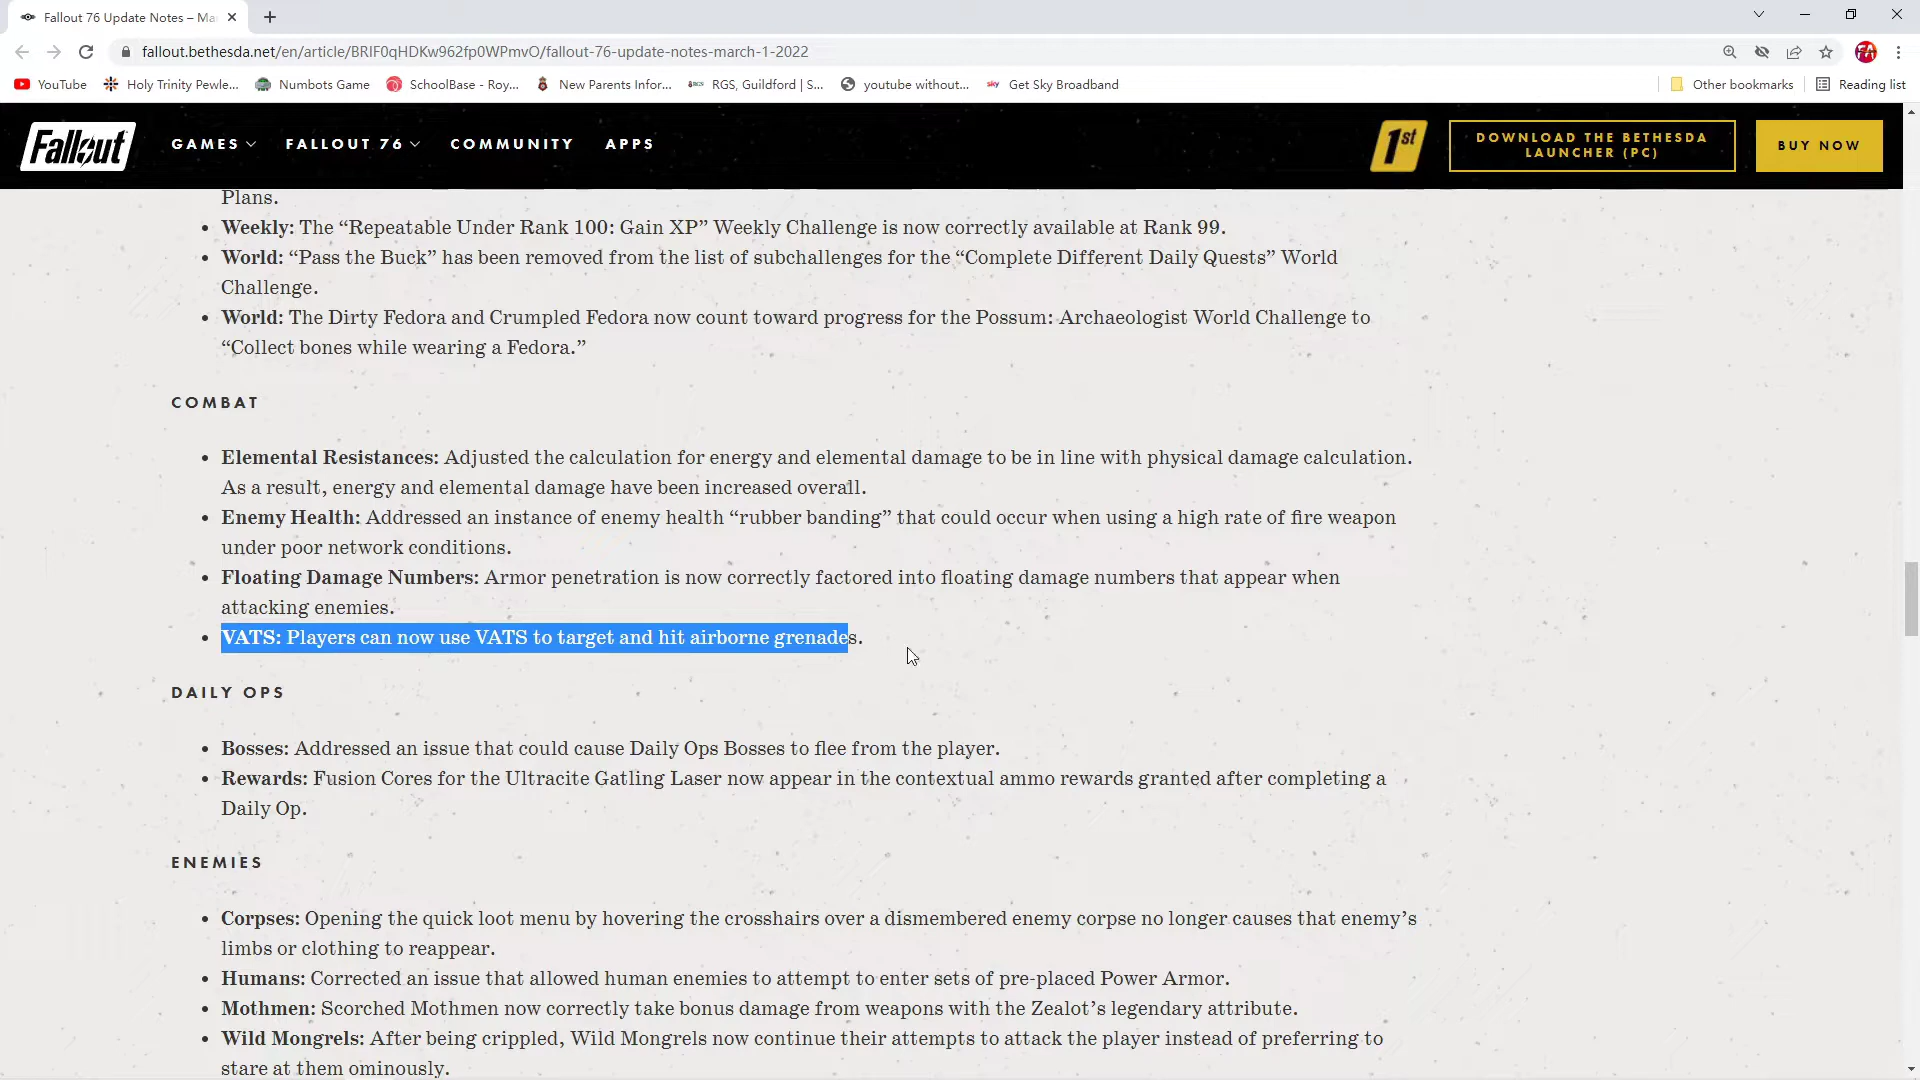 Fallout 76 Update Notes – Ma
fallout.bethesda.net/en/article/BRIF0qHDKw962fp0WPmvO/fallout-76-update-notes-march-1-2022
YouTube Holy Trinity Pewle... Numbots Game SchoolBase - Roy... New Parents Infor... RGS, Guildford | S... youtube without... sky Get Sky Broadband Other bookmarks Reading list
Fallout GAMES FALLOUT 76 COMMUNITY APPS 1st DOWNLOAD THE BETHESDA LAUNCHER (PC) BUY NOW
Plans.
• Weekly: The “Repeatable Under Rank 100: Gain XP” Weekly Challenge is now correctly available at Rank 99.
• World: “Pass the Buck” has been removed from the list of subchallenges for the “Complete Different Daily Quests” World
Challenge.
• World: The Dirty Fedora and Crumpled Fedora now count toward progress for the Possum: Archaeologist World Challenge to
“Collect bones while wearing a Fedora.”
COMBAT
• Elemental Resistances: Adjusted the calculation for energy and elemental damage to be in line with physical damage calculation.
As a result, energy and elemental damage have been increased overall.
• Enemy Health: Addressed an instance of enemy health “rubber banding” that could occur when using a high rate of fire weapon
under poor network conditions.
• Floating Damage Numbers: Armor penetration is now correctly factored into floating damage numbers that appear when
attacking enemies.
• VATS: Players can now use VATS to target and hit airborne grenades.
DAILY OPS
• Bosses: Addressed an issue that could cause Daily Ops Bosses to flee from the player.
• Rewards: Fusion Cores for the Ultracite Gatling Laser now appear in the contextual ammo rewards granted after completing a
Daily Op.
ENEMIES
• Corpses: Opening the quick loot menu by hovering the crosshairs over a dismembered enemy corpse no longer causes that enemy’s
limbs or clothing to reappear.
• Humans: Corrected an issue that allowed human enemies to attempt to enter sets of pre-placed Power Armor.
• Mothmen: Scorched Mothmen now correctly take bonus damage from weapons with the Zealot’s legendary attribute.
• Wild Mongrels: After being crippled, Wild Mongrels now continue their attempts to attack the player instead of preferring to
stare at them ominously.